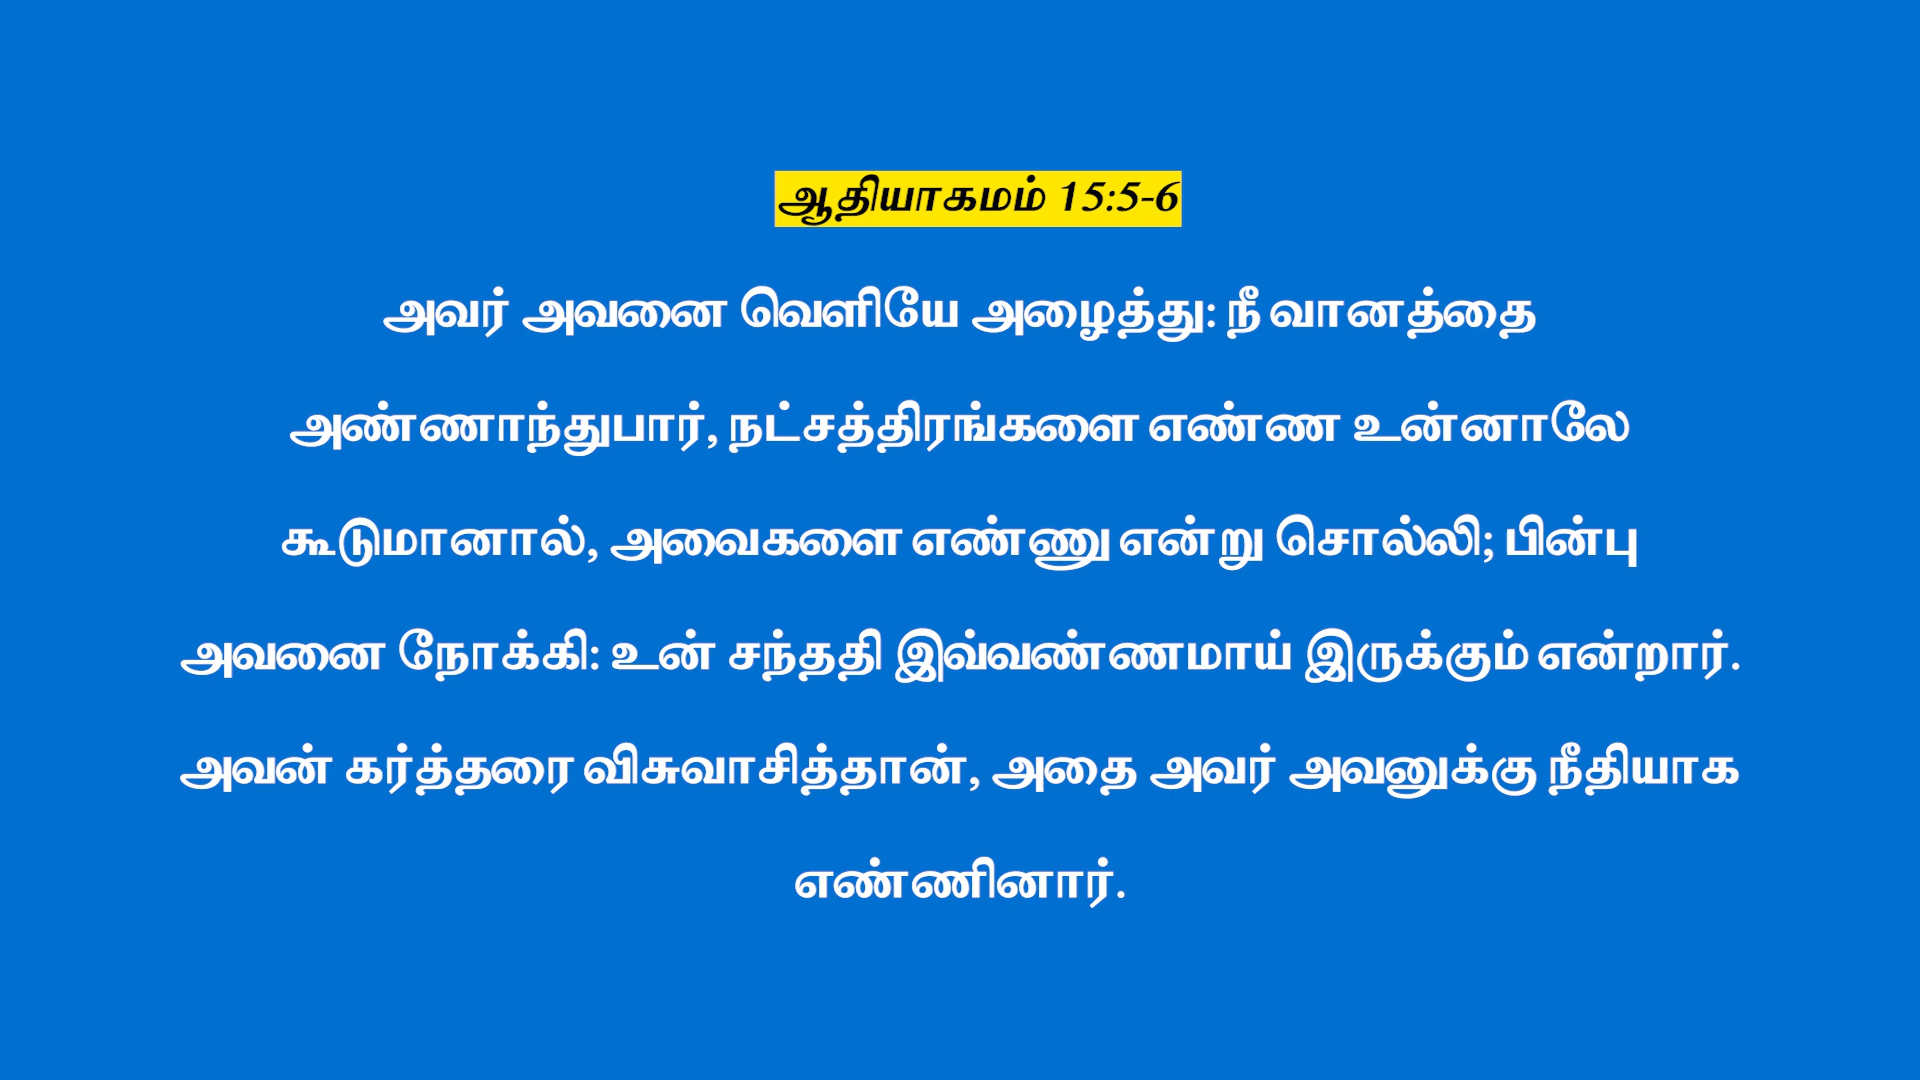 ஆதியாகமம் 15:5-6
அவர் அவனை வெளியே அழைத்து: நீ வானத்தை
அண்ணாந்துபார், நட்சத்திரங்களை எண்ண உன்னாலே
கூடுமானால், அவைகளை எண்ணு என்று சொல்லி; பின்பு
அவனை நோக்கி: உன் சந்ததி இவ்வண்ணமாய் இருக்கும் என்றார்.
அவன் கர்த்தரை விசுவாசித்தான், அதை அவர் அவனுக்கு நீதியாக
எண்ணினார்.